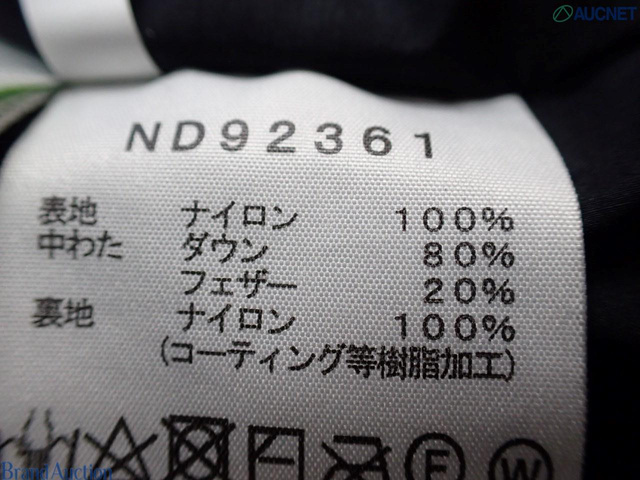 AUCNET
ND92361
表地 ナイロン 100%
中わた ダウン 80%
フェザー 20%
裏地 ナイロン 100%
(コーティング等樹脂加工)
F W
Brand Auction